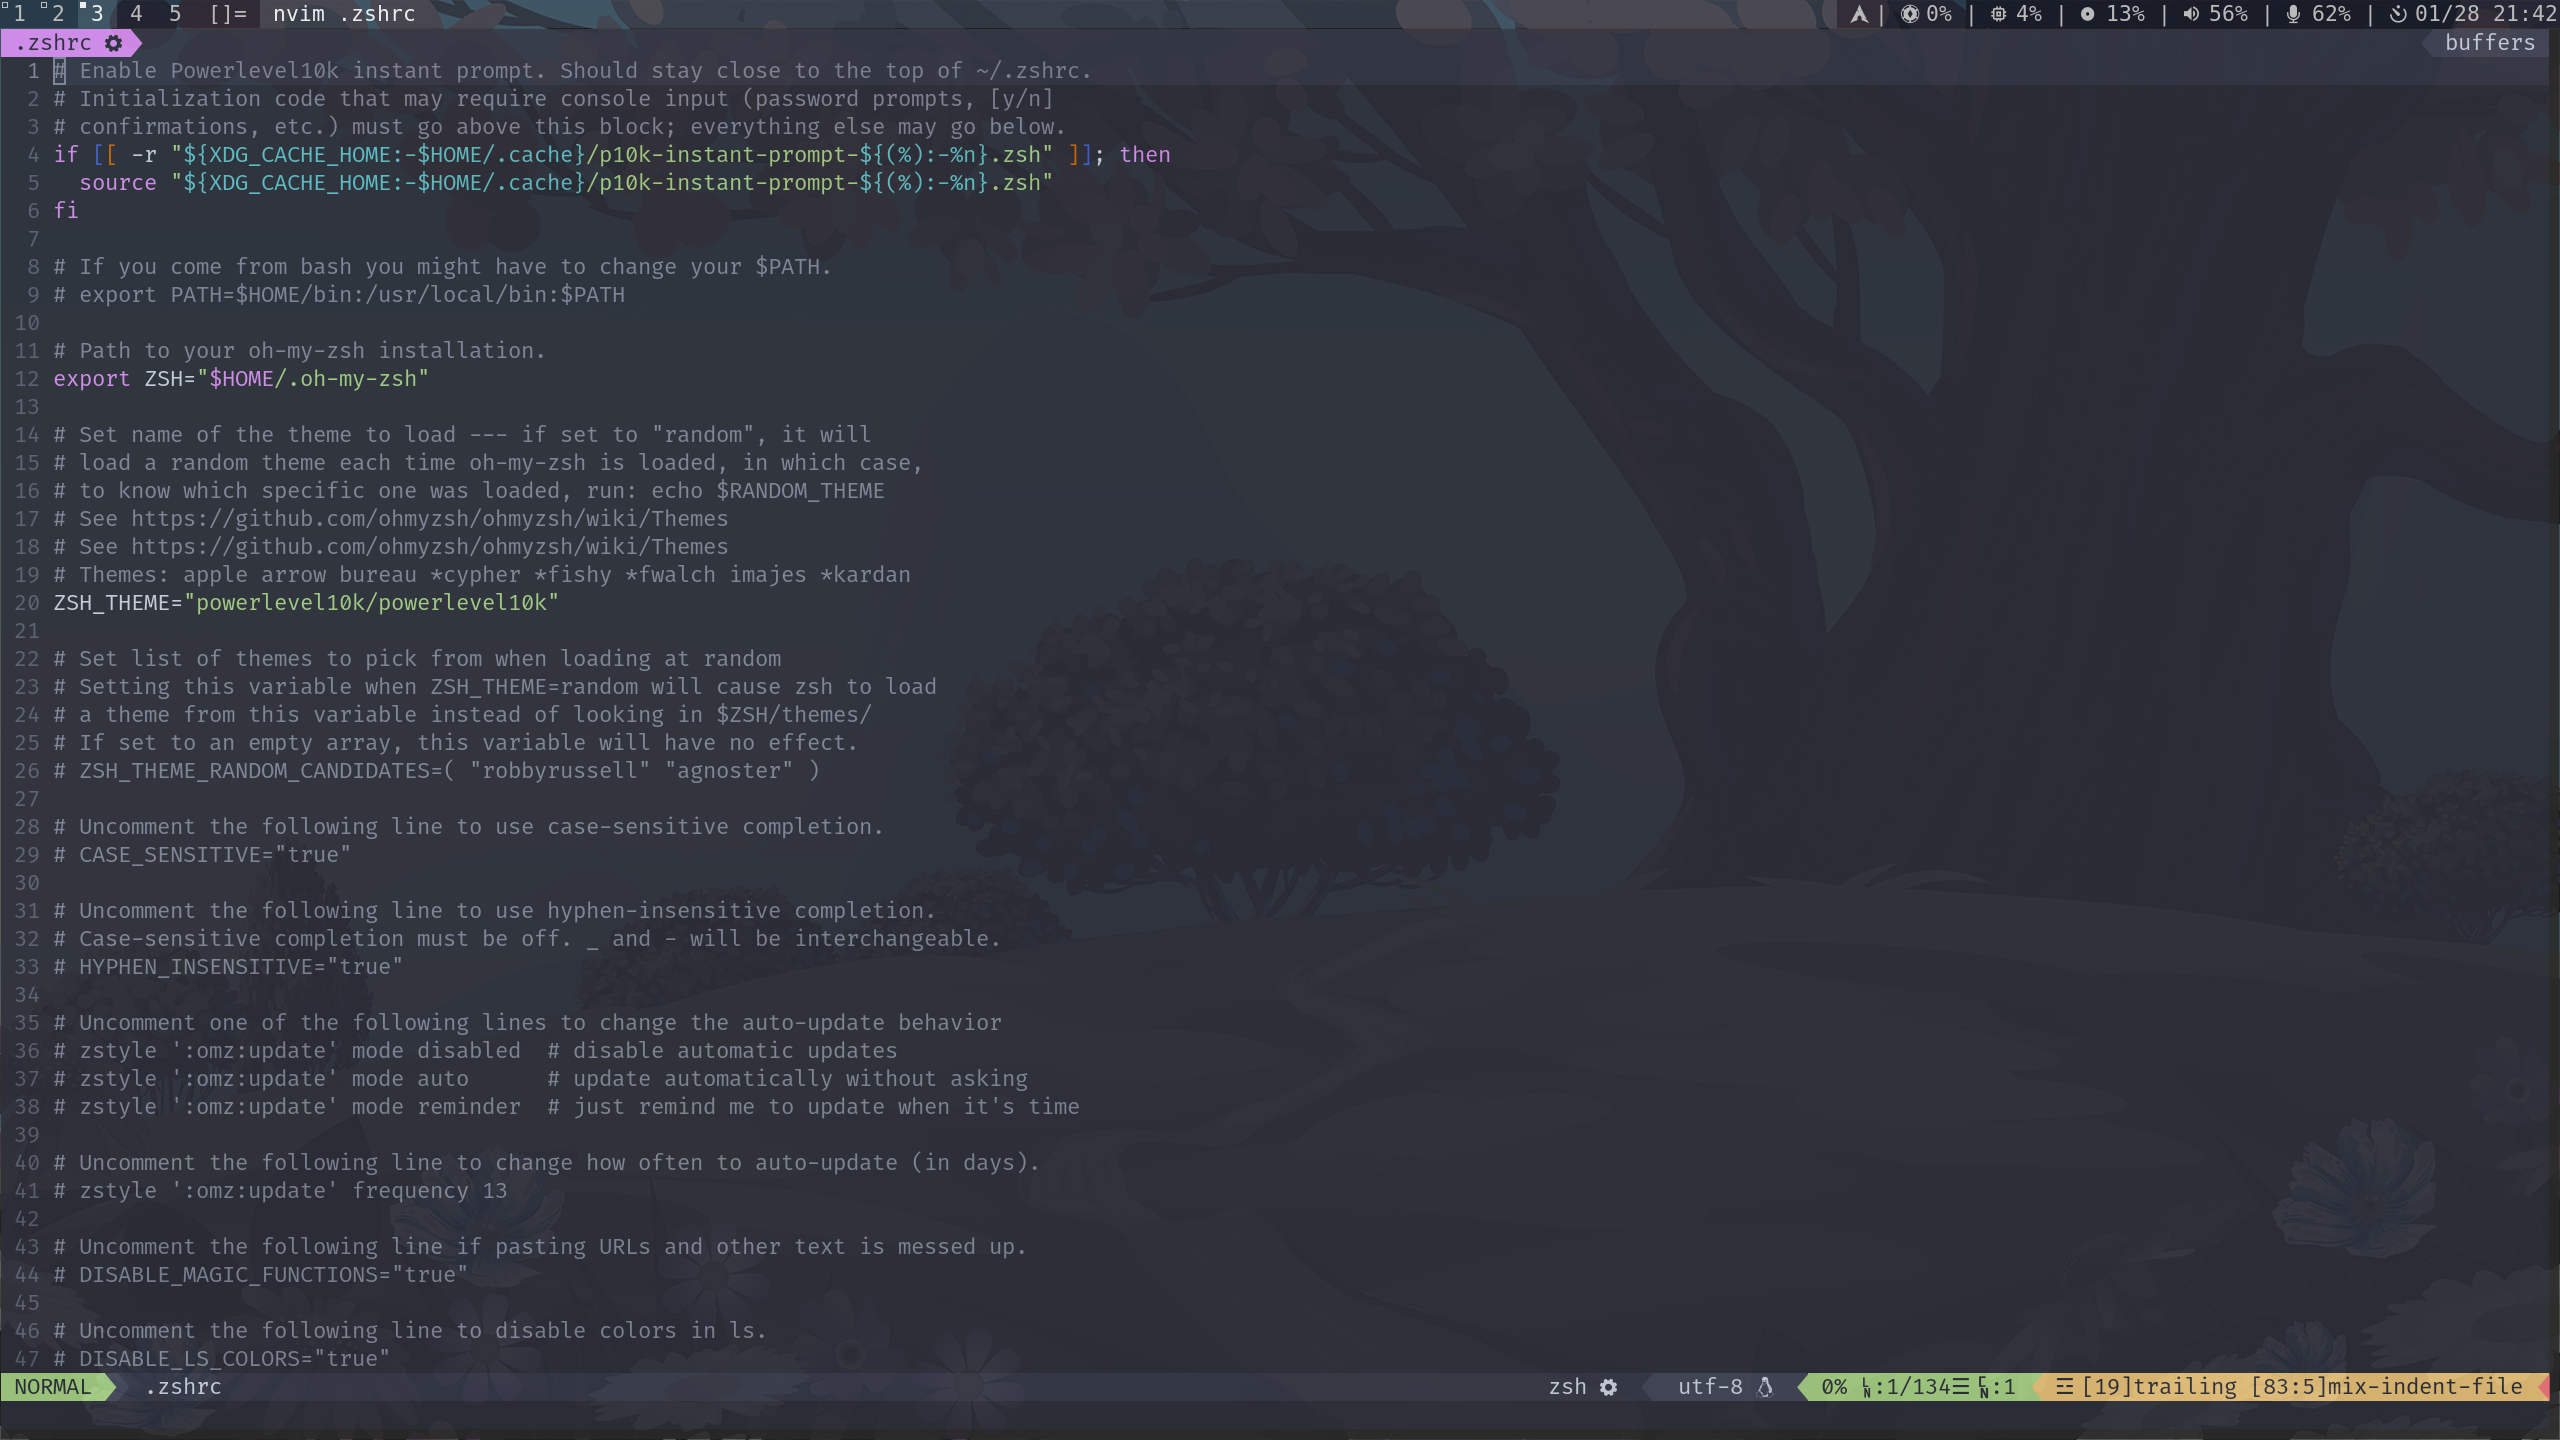 1 2 3 4 5 []= nvim .zshrc | 0% | 4% | 13% | 56% | 62% | 01/28 21:42
.zshrc buffers
1 # Enable Powerlevel10k instant prompt. Should stay close to the top of ~/.zshrc.
2 # Initialization code that may require console input (password prompts, [y/n]
3 # confirmations, etc.) must go above this block; everything else may go below.
4 if [[ -r "${XDG_CACHE_HOME:-$HOME/.cache}/p10k-instant-prompt-${(%):-%n}.zsh" ]]; then
5   source "${XDG_CACHE_HOME:-$HOME/.cache}/p10k-instant-prompt-${(%):-%n}.zsh"
6 fi
7
8 # If you come from bash you might have to change your $PATH.
9 # export PATH=$HOME/bin:/usr/local/bin:$PATH
10
11 # Path to your oh-my-zsh installation.
12 export ZSH="$HOME/.oh-my-zsh"
13
14 # Set name of the theme to load --- if set to "random", it will
15 # load a random theme each time oh-my-zsh is loaded, in which case,
16 # to know which specific one was loaded, run: echo $RANDOM_THEME
17 # See https://github.com/ohmyzsh/ohmyzsh/wiki/Themes
18 # See https://github.com/ohmyzsh/ohmyzsh/wiki/Themes
19 # Themes: apple arrow bureau *cypher *fishy *fwalch imajes *kardan
20 ZSH_THEME="powerlevel10k/powerlevel10k"
21
22 # Set list of themes to pick from when loading at random
23 # Setting this variable when ZSH_THEME=random will cause zsh to load
24 # a theme from this variable instead of looking in $ZSH/themes/
25 # If set to an empty array, this variable will have no effect.
26 # ZSH_THEME_RANDOM_CANDIDATES=( "robbyrussell" "agnoster" )
27
28 # Uncomment the following line to use case-sensitive completion.
29 # CASE_SENSITIVE="true"
30
31 # Uncomment the following line to use hyphen-insensitive completion.
32 # Case-sensitive completion must be off. _ and - will be interchangeable.
33 # HYPHEN_INSENSITIVE="true"
34
35 # Uncomment one of the following lines to change the auto-update behavior
36 # zstyle ':omz:update' mode disabled  # disable automatic updates
37 # zstyle ':omz:update' mode auto      # update automatically without asking
38 # zstyle ':omz:update' mode reminder  # just remind me to update when it's time
39
40 # Uncomment the following line to change how often to auto-update (in days).
41 # zstyle ':omz:update' frequency 13
42
43 # Uncomment the following line if pasting URLs and other text is messed up.
44 # DISABLE_MAGIC_FUNCTIONS="true"
45
46 # Uncomment the following line to disable colors in ls.
47 # DISABLE_LS_COLORS="true"
NORMAL .zshrc zsh utf-8 0% ㏑:1/134☰ ℅:1 ☲ [19]trailing [83:5]mix-indent-file